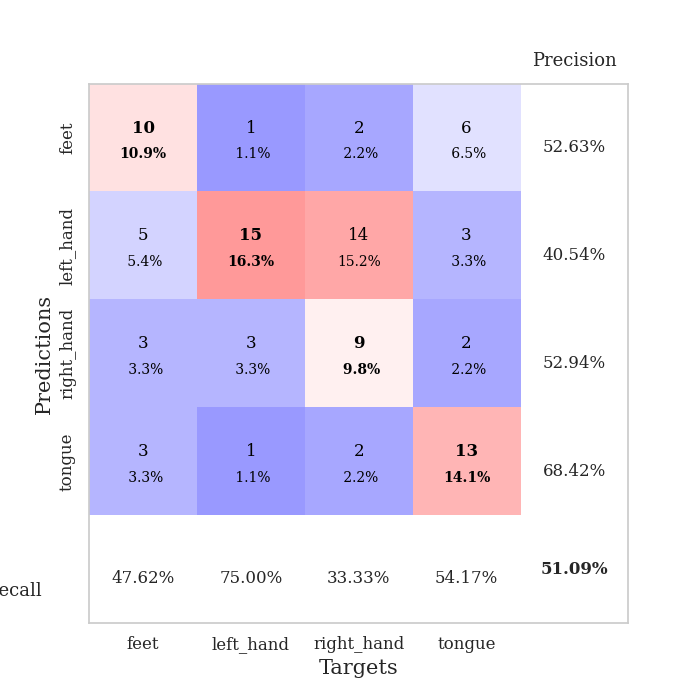 Precision
feet
10 1 2 6
10.9% 1.1% 2.2% 6.5%
52.63%
left_hand
5 15 14 3
5.4% 16.3% 15.2% 3.3%
40.54%
Predictions
right_hand
3 3 9 2
3.3% 3.3% 9.8% 2.2%
52.94%
tongue
3 1 2 13
3.3% 1.1% 2.2% 14.1%
68.42%
ecall
47.62% 75.00% 33.33% 54.17% 51.09%
feet left_hand right_hand tongue
Targets